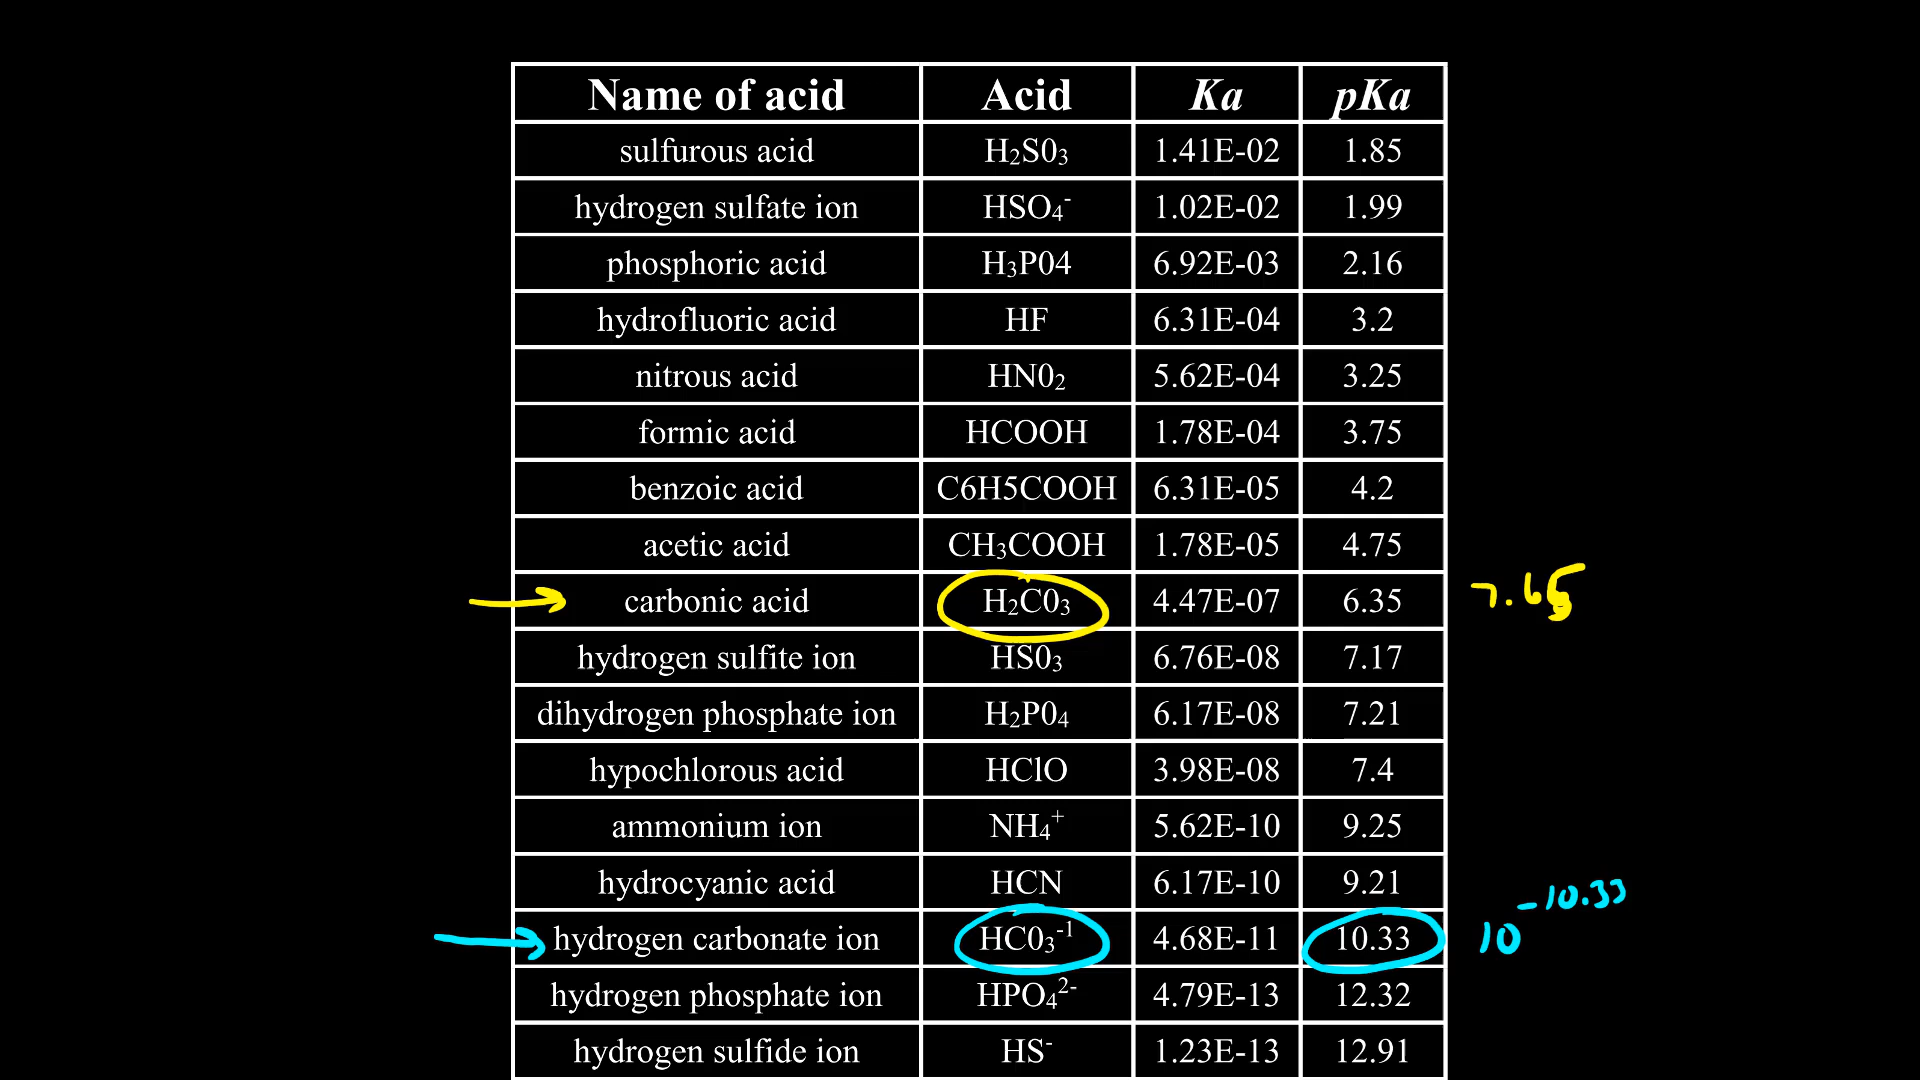 Name of acid Acid Ka pKa
sulfurous acid H₂S0₃ 1.41E-02 1.85
hydrogen sulfate ion HSO₄⁻ 1.02E-02 1.99
phosphoric acid H₃P04 6.92E-03 2.16
hydrofluoric acid HF 6.31E-04 3.2
nitrous acid HN0₂ 5.62E-04 3.25
formic acid HCOOH 1.78E-04 3.75
benzoic acid C6H5COOH 6.31E-05 4.2
acetic acid CH₃COOH 1.78E-05 4.75
carbonic acid H₂C0₃ 4.47E-07 6.35 7.65
hydrogen sulfite ion HS0₃ 6.76E-08 7.17
dihydrogen phosphate ion H₂P0₄ 6.17E-08 7.21
hypochlorous acid HClO 3.98E-08 7.4
ammonium ion NH₄⁺ 5.62E-10 9.25
hydrocyanic acid HCN 6.17E-10 9.21
hydrogen carbonate ion HC0₃⁻¹ 4.68E-11 10.33 10⁻¹⁰·³³
hydrogen phosphate ion HPO₄²⁻ 4.79E-13 12.32
hydrogen sulfide ion HS⁻ 1.23E-13 12.91